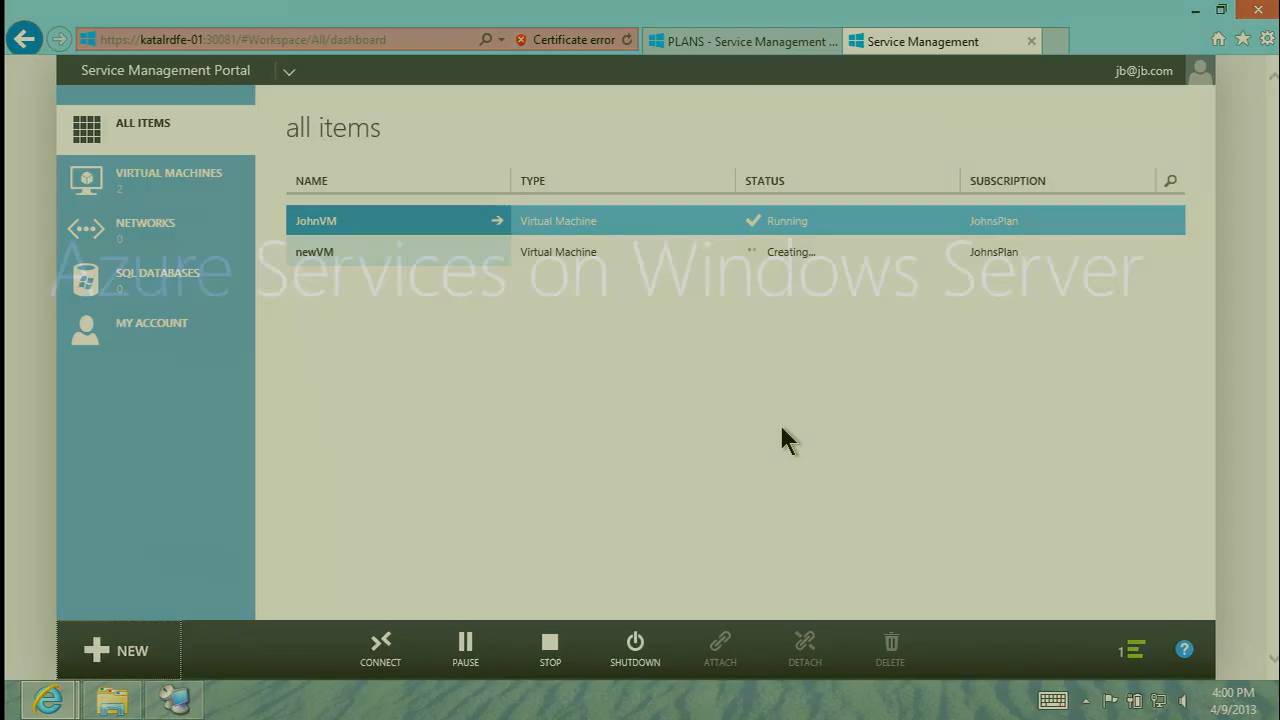 https://katalrdfe-01:30081/#Workspace/All/dashboard
Certificate error
PLANS - Service Management ...
Service Management
Service Management Portal
jb@jb.com
ALL ITEMS
all items
VIRTUAL MACHINES
2
NETWORKS
0
SQL DATABASES
0
MY ACCOUNT
NAME TYPE STATUS SUBSCRIPTION
JohnVM Virtual Machine Running JohnsPlan
newVM Virtual Machine Creating... JohnsPlan
Azure Services on Windows Server
NEW
CONNECT
PAUSE
STOP
SHUTDOWN
ATTACH
DETACH
DELETE
1
?
4:00 PM
4/9/2013